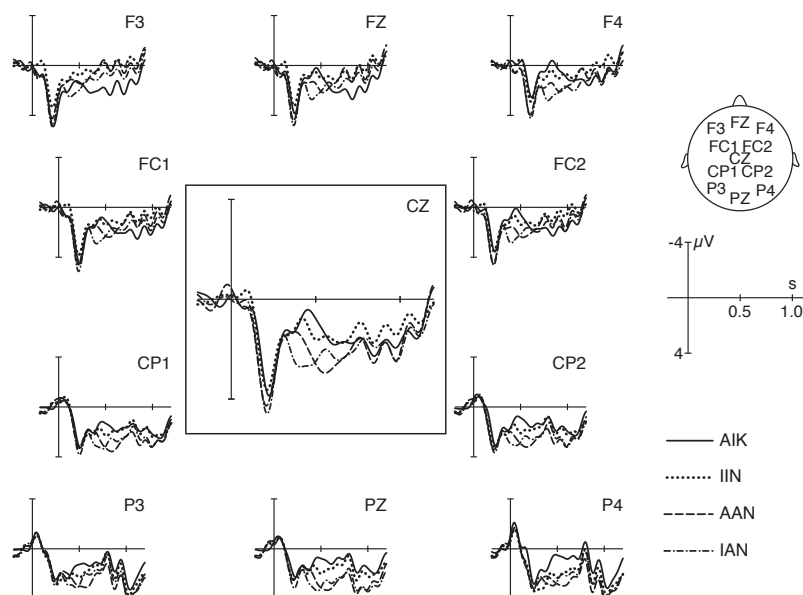 F3
FZ
F4
FC1
CZ
FC2
CP1
CP2
P3
PZ
P4
F3 FZ F4
FC1 FC2
CZ
CP1 CP2
P3 PZ P4
-4 µV
s
0.5 1.0
4
AIK
IIN
AAN
IAN